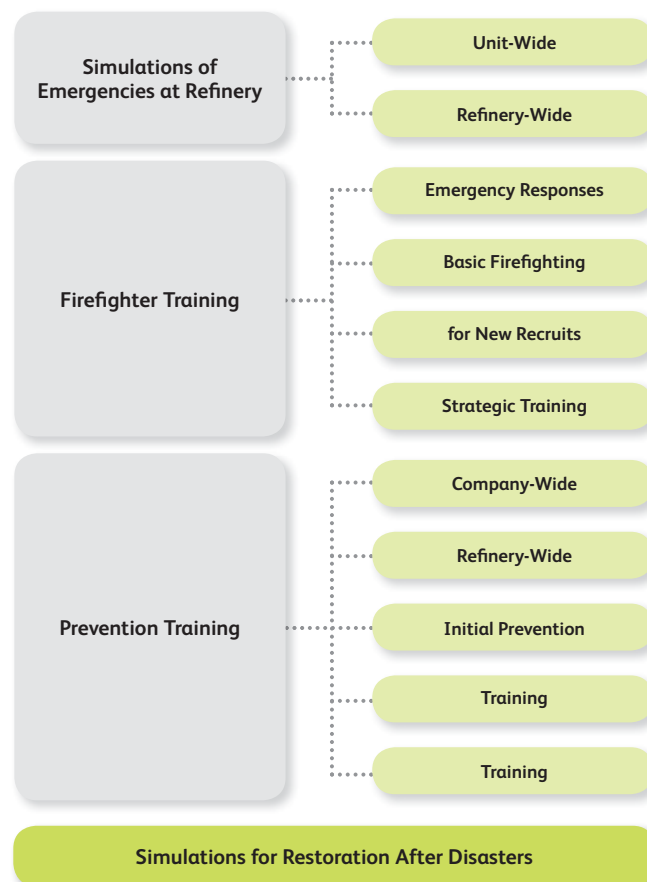 Simulations of
Emergencies at Refinery
Unit-Wide
Refinery-Wide
Firefighter Training
Emergency Responses
Basic Firefighting
for New Recruits
Strategic Training
Prevention Training
Company-Wide
Refinery-Wide
Initial Prevention
Training
Training
Simulations for Restoration After Disasters